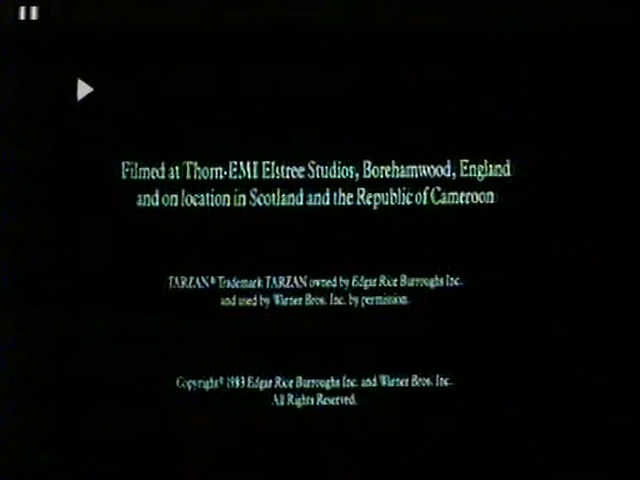 Filmed at Thorn-EMI Elstree Studios, Borehamwood, England
and on location in Scotland and the Republic of Cameroon
TARZAN® Trademark TARZAN owned by Edgar Rice Burroughs Inc.
and used by Warner Bros. Inc. by permission.
Copyright © 1983 Edgar Rice Burroughs Inc. and Warner Bros. Inc.
All Rights Reserved.